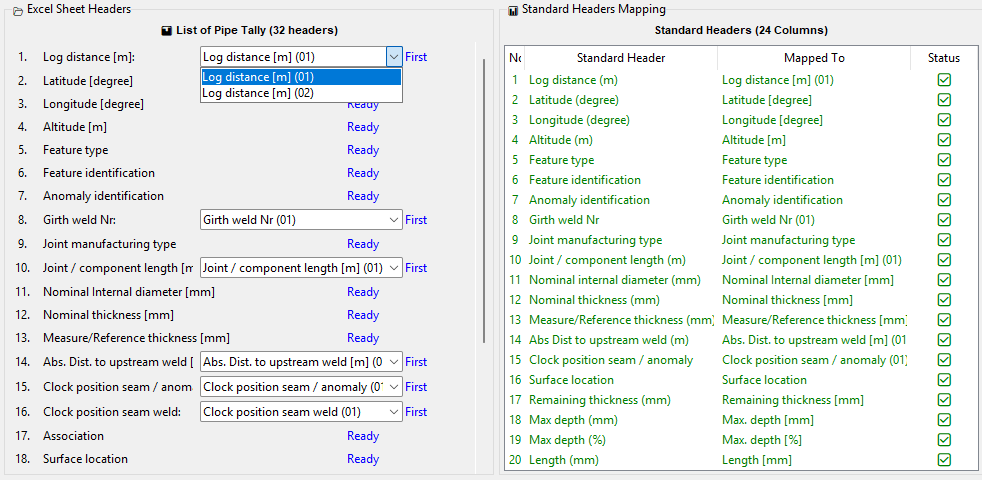 Excel Sheet Headers
List of Pipe Tally (32 headers)
1. Log distance [m]: Log distance [m] (01) First
Log distance [m] (01)
Log distance [m] (02)
2. Latitude [degree]
3. Longitude [degree] Ready
4. Altitude [m] Ready
5. Feature type Ready
6. Feature identification Ready
7. Anomaly identification Ready
8. Girth weld Nr: Girth weld Nr (01) First
9. Joint manufacturing type Ready
10. Joint / component length [m Joint / component length [m] (01) First
11. Nominal Internal diameter [mm] Ready
12. Nominal thickness [mm] Ready
13. Measure/Reference thickness [mm] Ready
14. Abs. Dist. to upstream weld [ Abs. Dist. to upstream weld [m] (0 First
15. Clock position seam / anom Clock position seam / anomaly (01 First
16. Clock position seam weld: Clock position seam weld (01) First
17. Association Ready
18. Surface location Ready
Standard Headers Mapping
Standard Headers (24 Columns)
No Standard Header Mapped To Status
1 Log distance (m) Log distance [m] (01)
2 Latitude (degree) Latitude [degree]
3 Longitude (degree) Longitude [degree]
4 Altitude (m) Altitude [m]
5 Feature type Feature type
6 Feature identification Feature identification
7 Anomaly identification Anomaly identification
8 Girth weld Nr Girth weld Nr (01)
9 Joint manufacturing type Joint manufacturing type
10 Joint / component length (m) Joint / component length [m] (01)
11 Nominal internal diameter (mm) Nominal Internal diameter [mm]
12 Nominal thickness (mm) Nominal thickness [mm]
13 Measure/Reference thickness (mm) Measure/Reference thickness [mm]
14 Abs Dist to upstream weld (m) Abs. Dist. to upstream weld [m] (01
15 Clock position seam / anomaly Clock position seam / anomaly (01)
16 Surface location Surface location
17 Remaining thickness (mm) Remaining thickness [mm]
18 Max depth (mm) Max. depth [mm]
19 Max depth (%) Max. depth [%]
20 Length (mm) Length [mm]